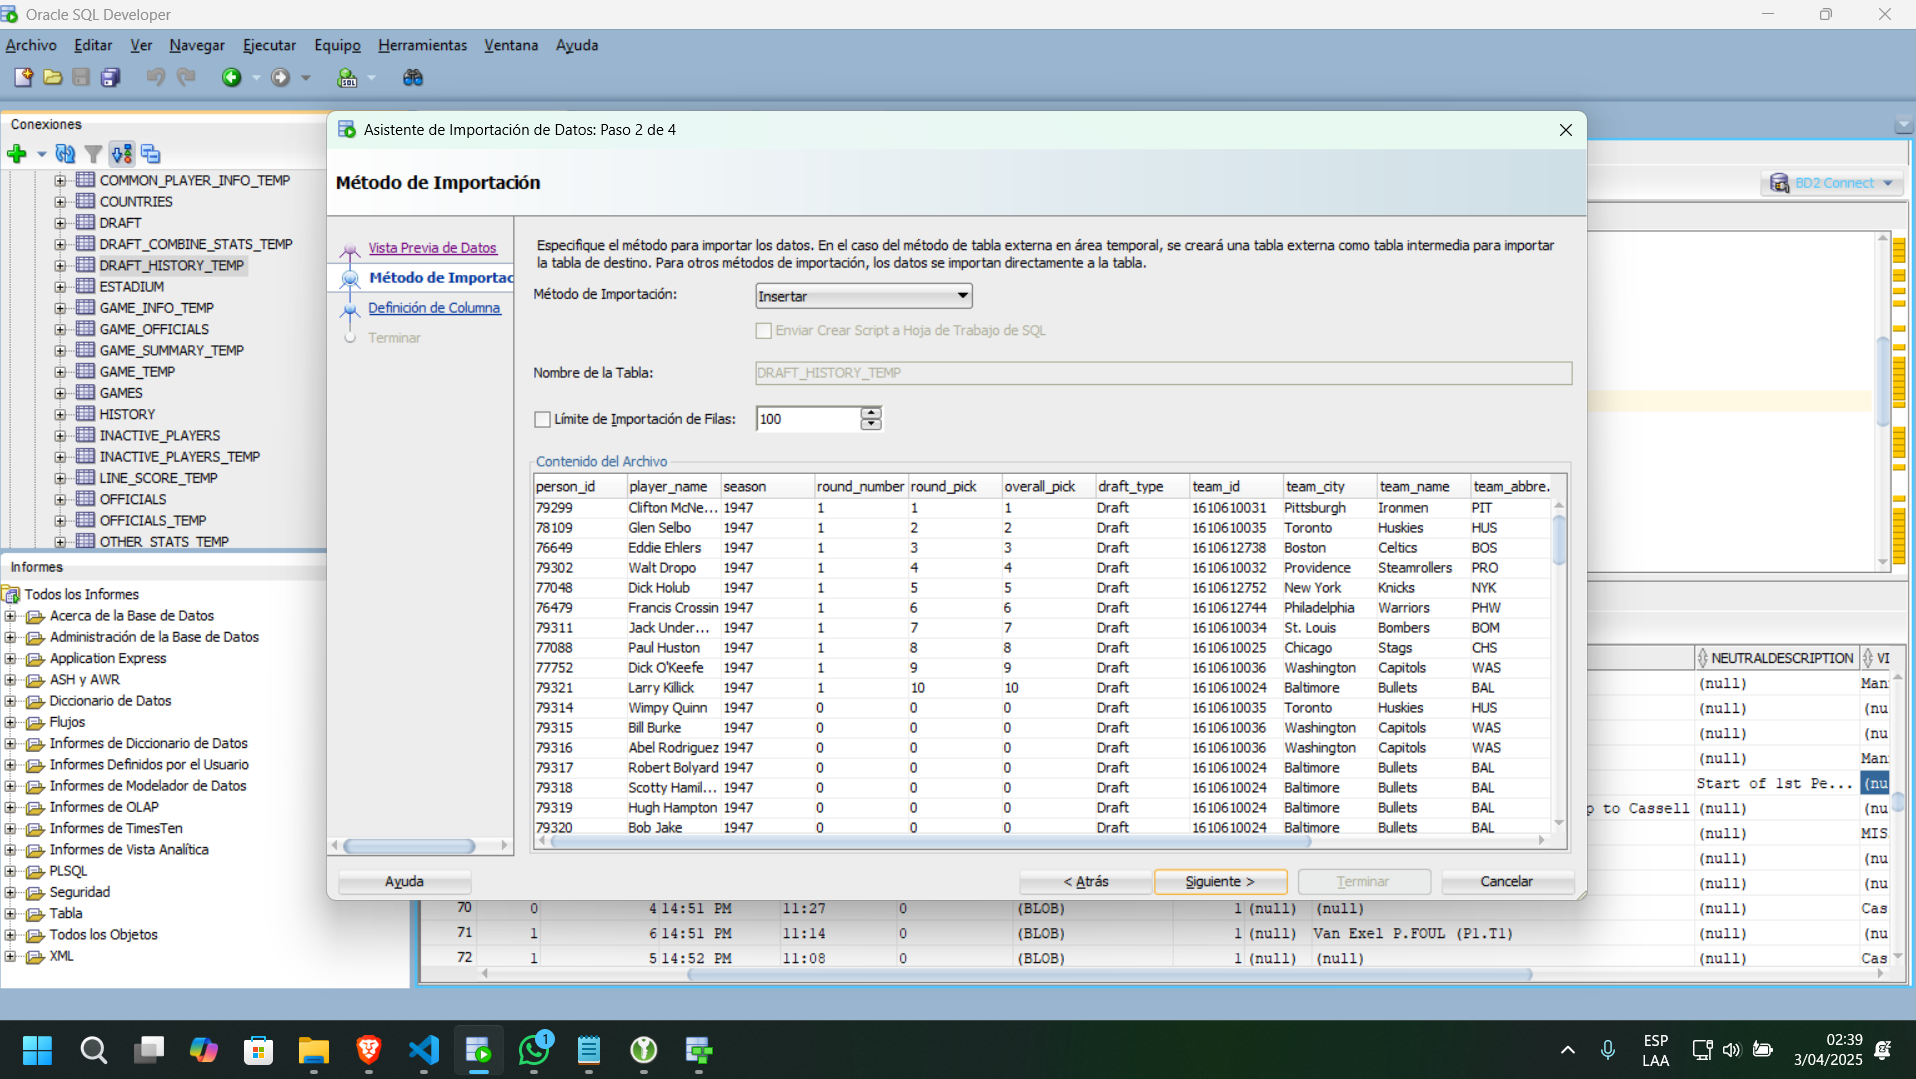 Oracle SQL Developer
Archivo Editar Ver Navegar Ejecutar Equipo Herramientas Ventana Ayuda
Conexiones
COMMON_PLAYER_INFO_TEMP
COUNTRIES
DRAFT
DRAFT_COMBINE_STATS_TEMP
DRAFT_HISTORY_TEMP
ESTADIUM
GAME_INFO_TEMP
GAME_OFFICIALS
GAME_SUMMARY_TEMP
GAME_TEMP
GAMES
HISTORY
INACTIVE_PLAYERS
INACTIVE_PLAYERS_TEMP
LINE_SCORE_TEMP
OFFICIALS
OFFICIALS_TEMP
OTHER_STATS_TEMP
Informes
Todos los Informes
Acerca de la Base de Datos
Administración de la Base de Datos
Application Express
ASH y AWR
Diccionario de Datos
Flujos
Informes de Diccionario de Datos
Informes Definidos por el Usuario
Informes de Modelador de Datos
Informes de OLAP
Informes de TimesTen
Informes de Vista Analítica
PLSQL
Seguridad
Tabla
Todos los Objetos
XML
Asistente de Importación de Datos: Paso 2 de 4
Método de Importación
Vista Previa de Datos
Método de Importac
Definición de Columna
Terminar
Especifique el método para importar los datos. En el caso del método de tabla externa en área temporal, se creará una tabla externa como tabla intermedia para importar
la tabla de destino. Para otros métodos de importación, los datos se importan directamente a la tabla.
Método de Importación: Insertar
Enviar Crear Script a Hoja de Trabajo de SQL
Nombre de la Tabla: DRAFT_HISTORY_TEMP
Límite de Importación de Filas: 100
Contenido del Archivo
person_id player_name season round_number round_pick overall_pick draft_type team_id team_city team_name team_abbre.
79299 Clifton McNe... 1947 1 1 1 Draft 1610610031 Pittsburgh Ironmen PIT
78109 Glen Selbo 1947 1 2 2 Draft 1610610035 Toronto Huskies HUS
76649 Eddie Ehlers 1947 1 3 3 Draft 1610612738 Boston Celtics BOS
79302 Walt Dropo 1947 1 4 4 Draft 1610610032 Providence Steamrollers PRO
77048 Dick Holub 1947 1 5 5 Draft 1610612752 New York Knicks NYK
76479 Francis Crossin 1947 1 6 6 Draft 1610612744 Philadelphia Warriors PHW
79311 Jack Under... 1947 1 7 7 Draft 1610610034 St. Louis Bombers BOM
77088 Paul Huston 1947 1 8 8 Draft 1610610025 Chicago Stags CHS
77752 Dick O'Keefe 1947 1 9 9 Draft 1610610036 Washington Capitols WAS
79321 Larry Killick 1947 1 10 10 Draft 1610610024 Baltimore Bullets BAL
79314 Wimpy Quinn 1947 0 0 0 Draft 1610610035 Toronto Huskies HUS
79315 Bill Burke 1947 0 0 0 Draft 1610610036 Washington Capitols WAS
79316 Abel Rodriguez 1947 0 0 0 Draft 1610610036 Washington Capitols WAS
79317 Robert Bolyard 1947 0 0 0 Draft 1610610024 Baltimore Bullets BAL
79318 Scotty Hamil... 1947 0 0 0 Draft 1610610024 Baltimore Bullets BAL
79319 Hugh Hampton 1947 0 0 0 Draft 1610610024 Baltimore Bullets BAL
79320 Bob Jake 1947 0 0 0 Draft 1610610024 Baltimore Bullets BAL
Ayuda < Atrás Siguiente > Terminar Cancelar
BD2 Connect
NEUTRALDESCRIPTION VI
(null) Man
(null) (nu
(null) (nu
(null) Man
Start of 1st Pe... (nu
p to Cassell (null) (nu
(null) MIS
(null) (nu
(null) (nu
70 0 4 14:51 PM 11:27 0 (BLOB) 1 (null) (null) (null) Cas
71 1 6 14:51 PM 11:14 0 (BLOB) 1 (null) Van Exel P.FOUL (P1.T1) (null) (nu
72 1 5 14:52 PM 11:08 0 (BLOB) 1 (null) (null) (null) Cas
1
ESP
LAA
02:39
3/04/2025